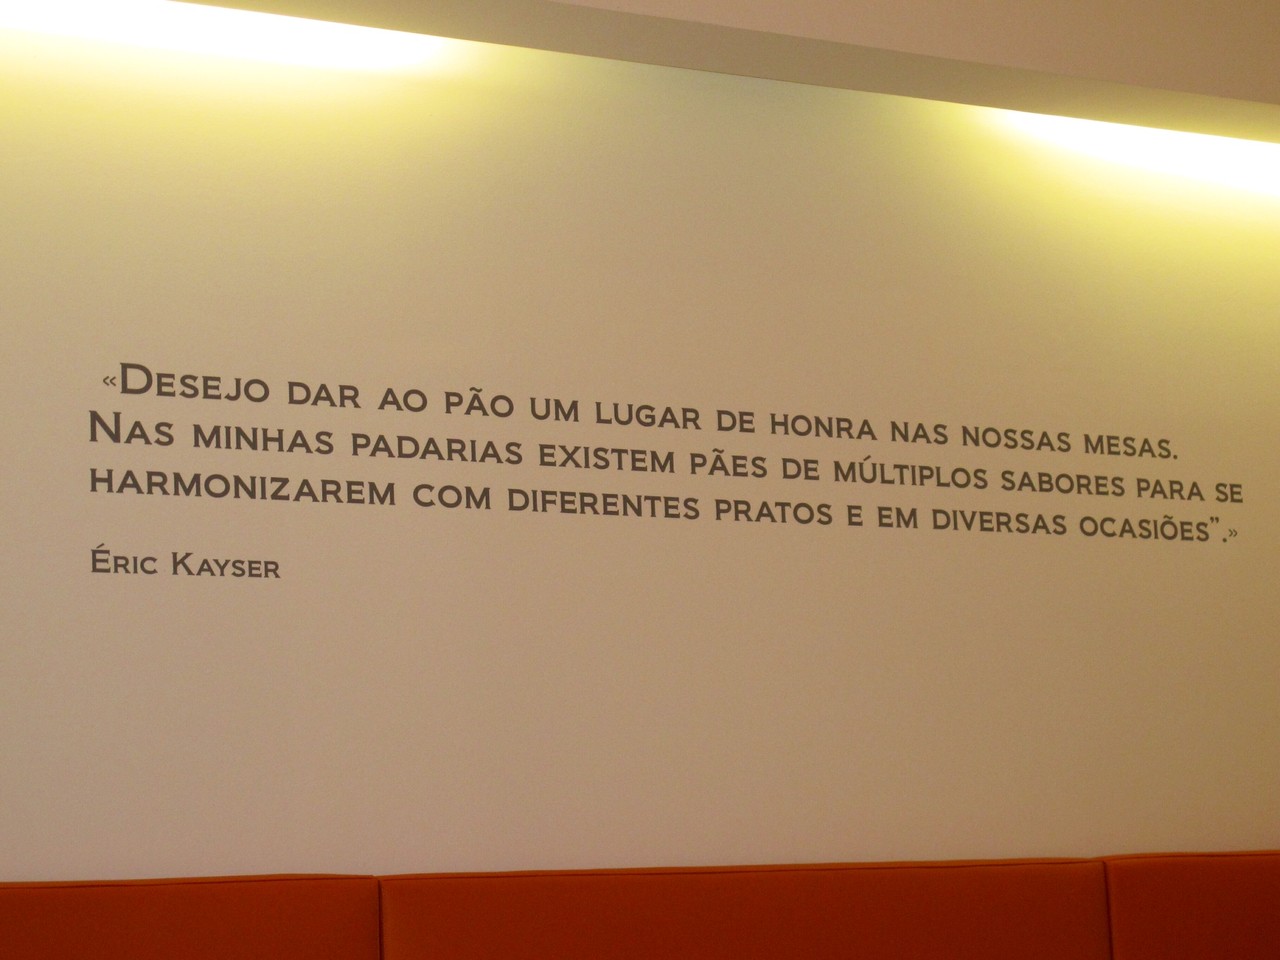 «Desejo dar ao pão um lugar de honra nas nossas mesas.
Nas minhas padarias existem pães de múltiplos sabores para se
harmonizarem com diferentes pratos e em diversas ocasiões”.»
Éric Kayser